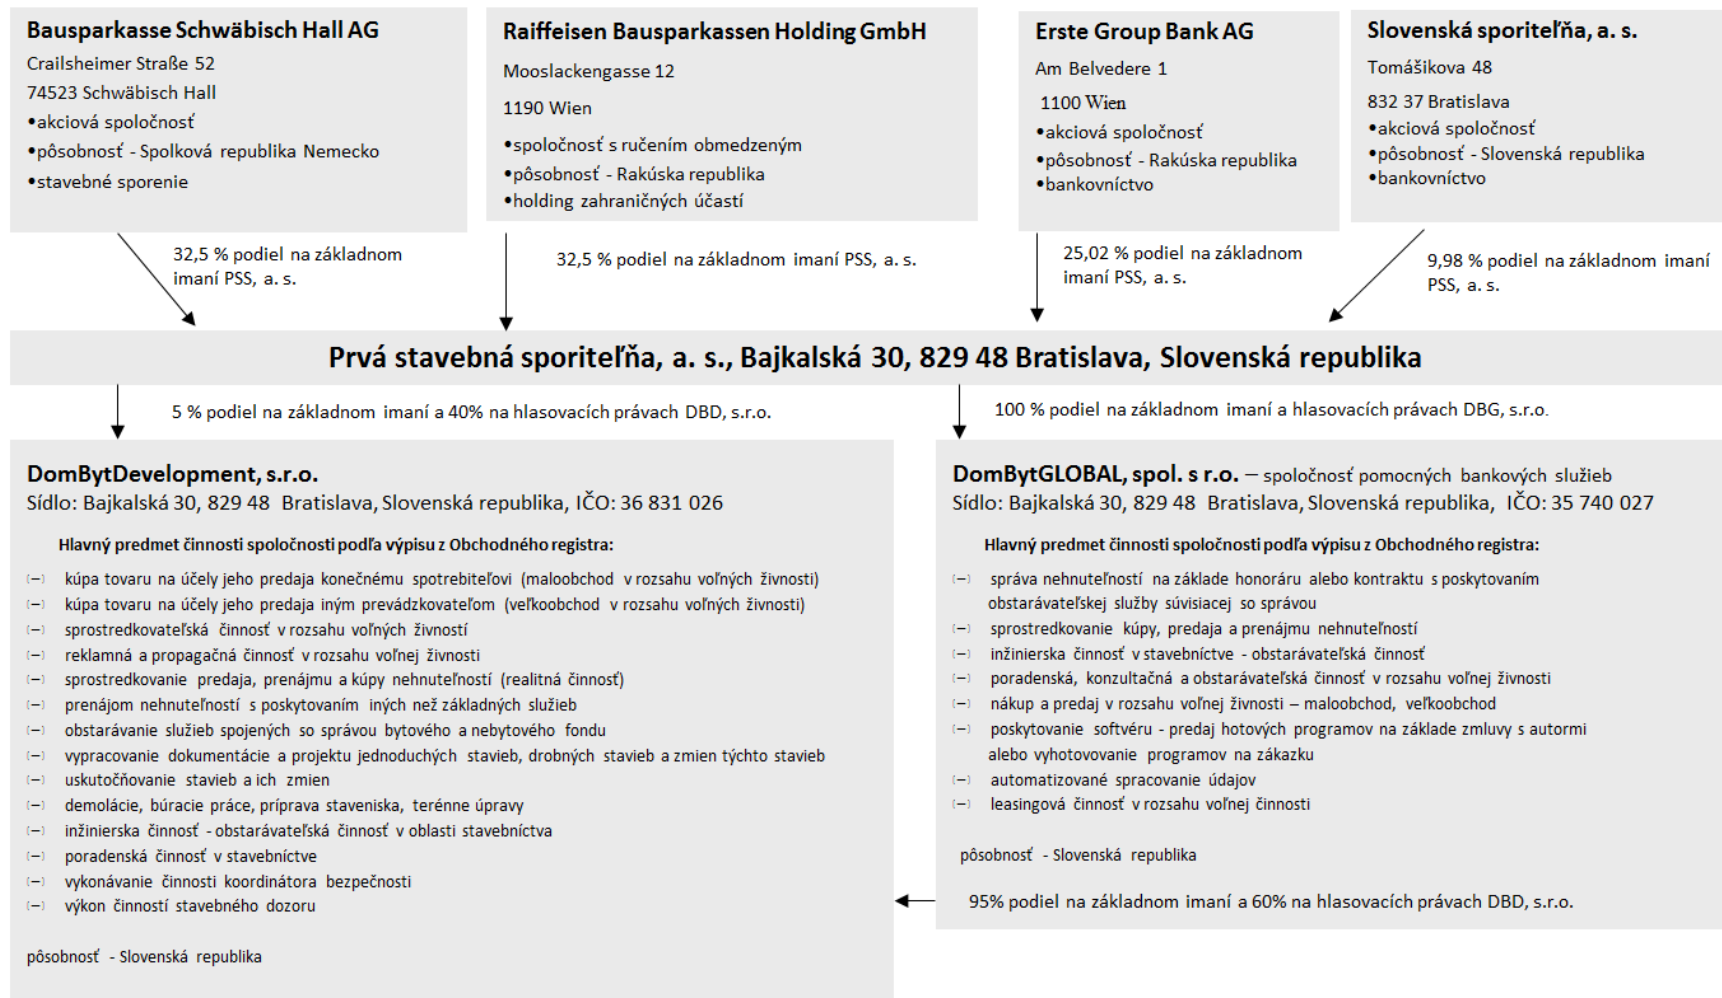 Bausparkasse Schwäbisch Hall AG
Crailsheimer Straße 52
74523 Schwäbisch Hall
•akciová spoločnosť
•pôsobnosť - Spolková republika Nemecko
•stavebné sporenie
Raiffeisen Bausparkassen Holding GmbH
Mooslackengasse 12
1190 Wien
•spoločnosť s ručením obmedzeným
•pôsobnosť - Rakúska republika
•holding zahraničných účastí
Erste Group Bank AG
Am Belvedere 1
1100 Wien
•akciová spoločnosť
•pôsobnosť - Rakúska republika
•bankovníctvo
Slovenská sporiteľňa, a. s.
Tomášikova 48
832 37 Bratislava
•akciová spoločnosť
•pôsobnosť - Slovenská republika
•bankovníctvo
32,5 % podiel na základnom
imaní PSS, a. s.
32,5 % podiel na základnom imaní PSS, a. s.
25,02 % podiel na základnom
imaní PSS, a. s.
9,98 % podiel na základnom imaní
PSS, a. s.
Prvá stavebná sporiteľňa, a. s., Bajkalská 30, 829 48 Bratislava, Slovenská republika
5 % podiel na základnom imaní a 40% na hlasovacích právach DBD, s.r.o.
100 % podiel na základnom imaní a hlasovacích právach DBG, s.r.o.
DomBytDevelopment, s.r.o.
Sídlo: Bajkalská 30, 829 48 Bratislava, Slovenská republika, IČO: 36 831 026
Hlavný predmet činnosti spoločnosti podľa výpisu z Obchodného registra:
(—) kúpa tovaru na účely jeho predaja konečnému spotrebiteľovi (maloobchod v rozsahu voľných živnosti)
(—) kúpa tovaru na účely jeho predaja iným prevádzkovateľom (veľkoobchod v rozsahu voľných živnosti)
(—) sprostredkovateľská činnosť v rozsahu voľných živností
(—) reklamná a propagačná činnosť v rozsahu voľnej živnosti
(—) sprostredkovanie predaja, prenájmu a kúpy nehnuteľností (realitná činnosť)
(—) prenájom nehnuteľností s poskytovaním iných než základných služieb
(—) obstarávanie služieb spojených so správou bytového a nebytového fondu
(—) vypracovanie dokumentácie a projektu jednoduchých stavieb, drobných stavieb a zmien týchto stavieb
(—) uskutočňovanie stavieb a ich zmien
(—) demolácie, búracie práce, príprava staveniska, terénne úpravy
(—) inžinierska činnosť - obstarávateľská činnosť v oblasti stavebníctva
(—) poradenská činnosť v stavebníctve
(—) vykonávanie činnosti koordinátora bezpečnosti
(—) výkon činností stavebného dozoru
pôsobnosť - Slovenská republika
DomBytGLOBAL, spol. s r.o. – spoločnosť pomocných bankových služieb
Sídlo: Bajkalská 30, 829 48 Bratislava, Slovenská republika, IČO: 35 740 027
Hlavný predmet činnosti spoločnosti podľa výpisu z Obchodného registra:
(—) správa nehnuteľností na základe honoráru alebo kontraktu s poskytovaním
obstarávateľskej služby súvisiacej so správou
(—) sprostredkovanie kúpy, predaja a prenájmu nehnuteľností
(—) inžinierska činnosť v stavebníctve - obstarávateľská činnosť
(—) poradenská, konzultačná a obstarávateľská činnosť v rozsahu voľnej živnosti
(—) nákup a predaj v rozsahu voľnej živnosti – maloobchod, veľkoobchod
(—) poskytovanie softvéru - predaj hotových programov na základe zmluvy s autormi
alebo vyhotovovanie programov na zákazku
(—) automatizované spracovanie údajov
(—) leasingová činnosť v rozsahu voľnej činnosti
pôsobnosť - Slovenská republika
95% podiel na základnom imaní a 60% na hlasovacích právach DBD, s.r.o.